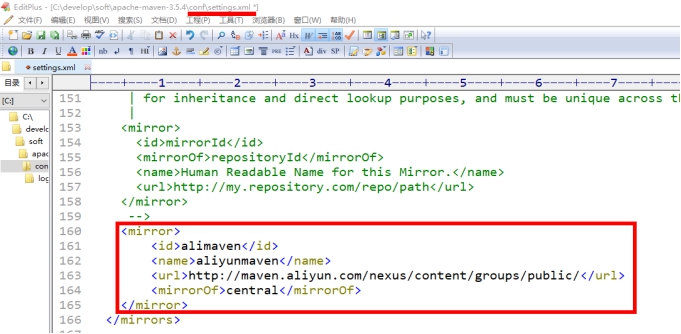 EditPlus - [C:\develop\soft\apache-maven-3.5.4\conf\settings.xml *]
文件(F) 编辑(E) 视图(V) 搜索(S) 文档(D) 工程(P) 工具(T) 浏览器(B) 窗口(W) 帮助(H)
B I U A nb ¶ Hi A DIV SP
settings.xml
目录
[C:]
C:\
develo
soft
apac
con
log
----+----1----+----2----+----3----+----4----+----5----+----6----+----7----+
151 | for inheritance and direct lookup purposes, and must be unique across th
152 |
153 <mirror>
154 <id>mirrorId</id>
155 <mirrorOf>repositoryId</mirrorOf>
156 <name>Human Readable Name for this Mirror.</name>
157 <url>http://my.repository.com/repo/path</url>
158 </mirror>
159 -->
160 <mirror>
161 <id>alimaven</id>
162 <name>aliyunmaven</name>
163 <url>http://maven.aliyun.com/nexus/content/groups/public/</url>
164 <mirrorOf>central</mirrorOf>
165 </mirror>
166 </mirrors>